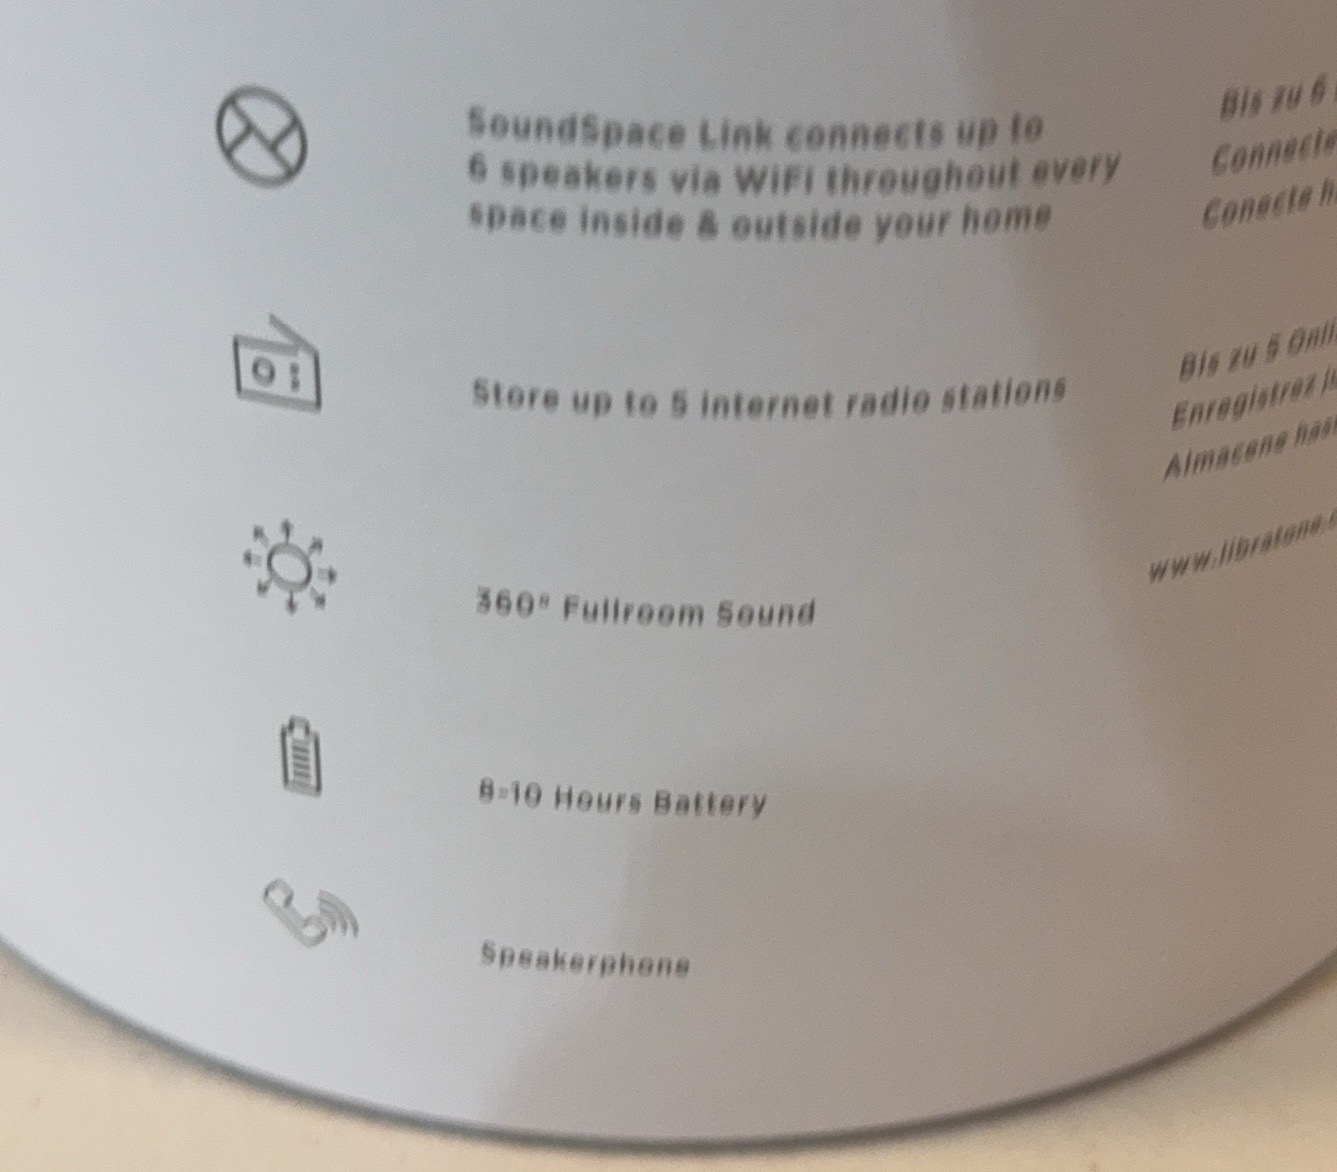 SoundSpace Link connects up to
6 speakers via WiFi throughout every
space inside & outside your home
Store up to 5 internet radio stations
360° Fullroom Sound
8-10 Hours Battery
Speakerphone
Bis zu 6
Connecte
Conecte
Bis zu 5 Onli
Enregistrez
Almacene
www.libratone.